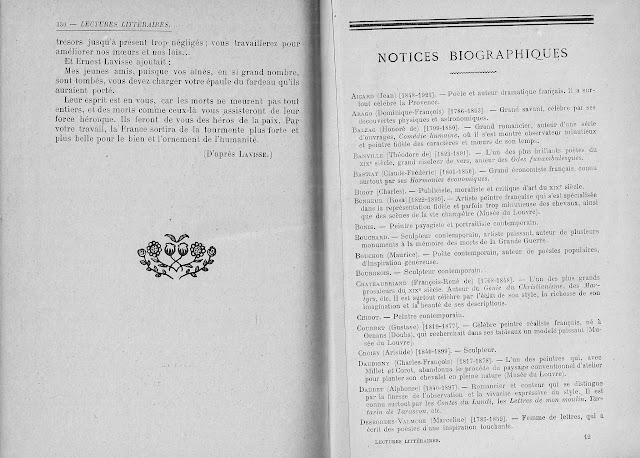 130 — LECTURES LITTÉRAIRES.
trésors jusqu'à présent trop négligés ; vous travaillerez pour
améliorer nos mœurs et nos lois...
Et Ernest Lavisse ajoutait :
Mes jeunes amis, puisque vos aînés, en si grand nombre,
sont tombés, vous devez charger votre épaule du fardeau qu'ils
auraient porté.
Leur esprit est en vous, car les morts ne meurent pas tout
entiers, et des morts comme ceux-là vous assisteront de leur
force héroïque. Ils feront de vous des héros de la paix. Par
votre travail, la France sortira de la tourmente plus forte et
plus belle pour le bien et l'ornement de l'humanité.
[D'après LAVISSE.]
NOTICES BIOGRAPHIQUES
AICARD (Jean) [1848-1921]. — Poète et auteur dramatique français. Il a sur-
tout célébré la Provence.
ARAGO (Dominique-François) [1786-1853]. — Grand savant, célèbre par ses
découvertes physiques et astronomiques.
BALZAC (Honoré de) [1799-1850]. — Grand romancier, auteur d'une série
d'ouvrages, Comédie humaine, où il s'est montré observateur minutieux
et peintre fidèle des caractères et mœurs de son temps.
BANVILLE (Théodore de) [1823-1891]. — L'un des plus brillants poètes du
XIXe siècle, grand ciseleur de vers, auteur des Odes funambulesques.
BASTIAT (Claude-Frédéric) [1801-1850]. — Grand économiste français, connu
surtout par ses Harmonies économiques.
BIGOT (Charles). — Publiciste, moraliste et critique d'art du XIXe siècle.
BONHEUR (Rosa) [1822-1899]. — Artiste peintre française qui s'est spécialisée
dans la représentation fidèle et parfois trop minutieuse des chevaux, ainsi
que des scènes de la vie champêtre (Musée du Louvre).
— Peintre paysagiste et portraitiste contemporain.
BOUCHARD. — Sculpteur contemporain, artiste puissant, auteur de plusieurs
monuments à la mémoire des morts de la Grande Guerre.
BOUCHOR (Maurice). — Poète contemporain, auteur de poésies populaires,
d'inspiration généreuse.
BOURGEOIS. — Sculpteur contemporain.
CHATEAUBRIAND (François-René de) [1768-1848]. — L'un des plus grands
prosateurs du XIXe siècle. Auteur du Génie du Christianisme, des Mar-
tyrs, etc. Il est surtout célèbre par l'éclat de son style, la richesse de son
imagination et la beauté de ses descriptions.
CHIGOT. — Peintre contemporain.
COURBET (Gustave) [1819-1877]. — Célèbre peintre réaliste français, né à
Ornans (Doubs), qui recherchait dans ses tableaux un modelé puissant (Mu-
sée du Louvre).
CROISY (Aristide) [1840-1899]. — Sculpteur.
DAUBIGNY (Charles-François) [1817-1878]. — L'un des peintres qui, avec
Millet et Corot, abandonna le procédé du paysage conventionnel d'atelier
pour planter son chevalet en pleine nature (Musée du Louvre).
DAUDET (Alphonse) [1840-1897]. — Romancier et conteur qui se distingue
par la finesse de l'observation et la vivacité expressive du style. Il est
connu surtout par les Contes du Lundi, les Lettres de mon moulin, Tar-
tarin de Tarascon, etc.
DESBORDES-VALMORE (Marceline) [1785-1859]. — Femme de lettres, qui a
écrit des poésies d'une inspiration touchante.
LECTURES LITTÉRAIRES. 12